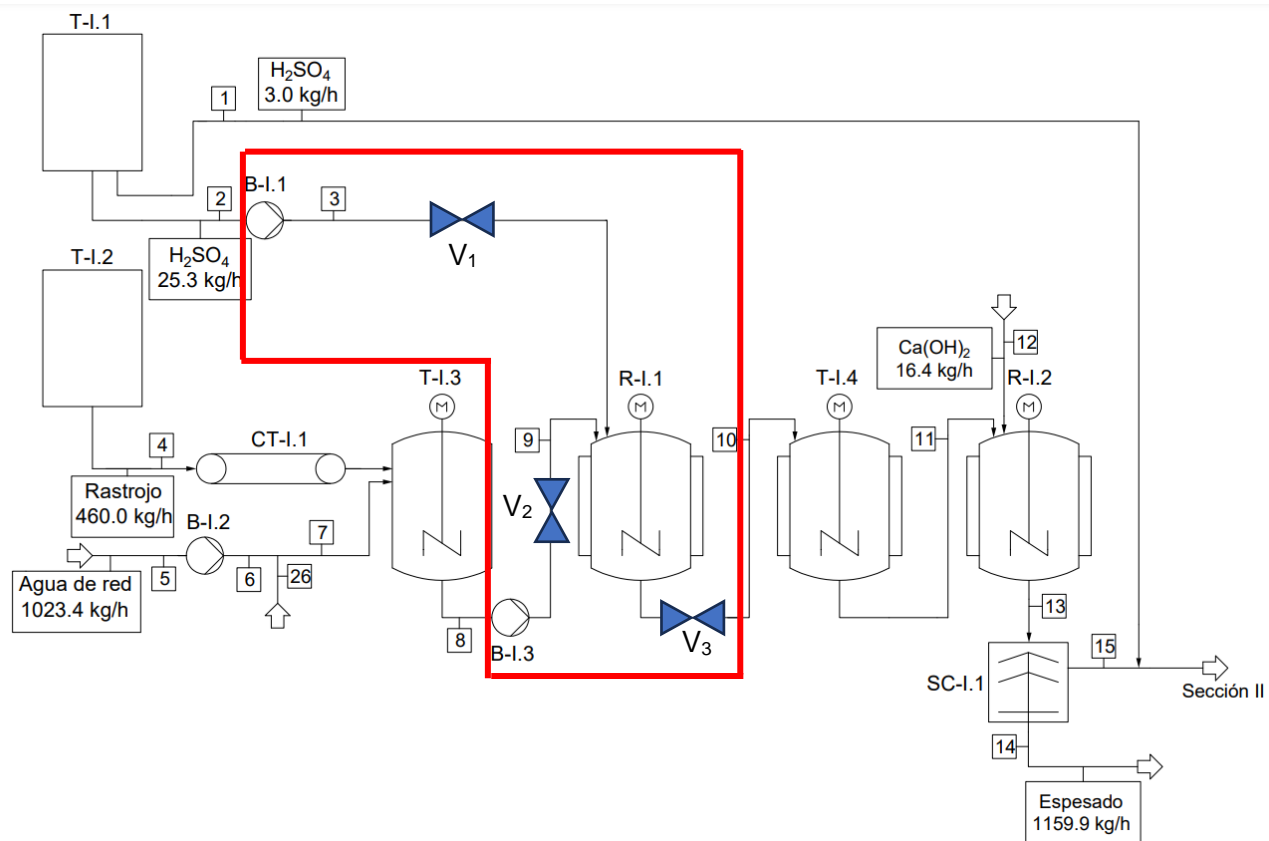 T-I.1
H₂SO₄
3.0 kg/h
1
B-I.1
2
3
V₁
H₂SO₄
25.3 kg/h
T-I.2
12
Ca(OH)₂
16.4 kg/h
T-I.3
M
R-I.1
M
T-I.4
M
R-I.2
M
4
CT-I.1
9
10
11
Rastrojo
460.0 kg/h
V₂
B-I.2
7
Agua de red
1023.4 kg/h
5
6
26
8
B-I.3
V₃
13
SC-I.1
15
Sección II
14
Espesado
1159.9 kg/h